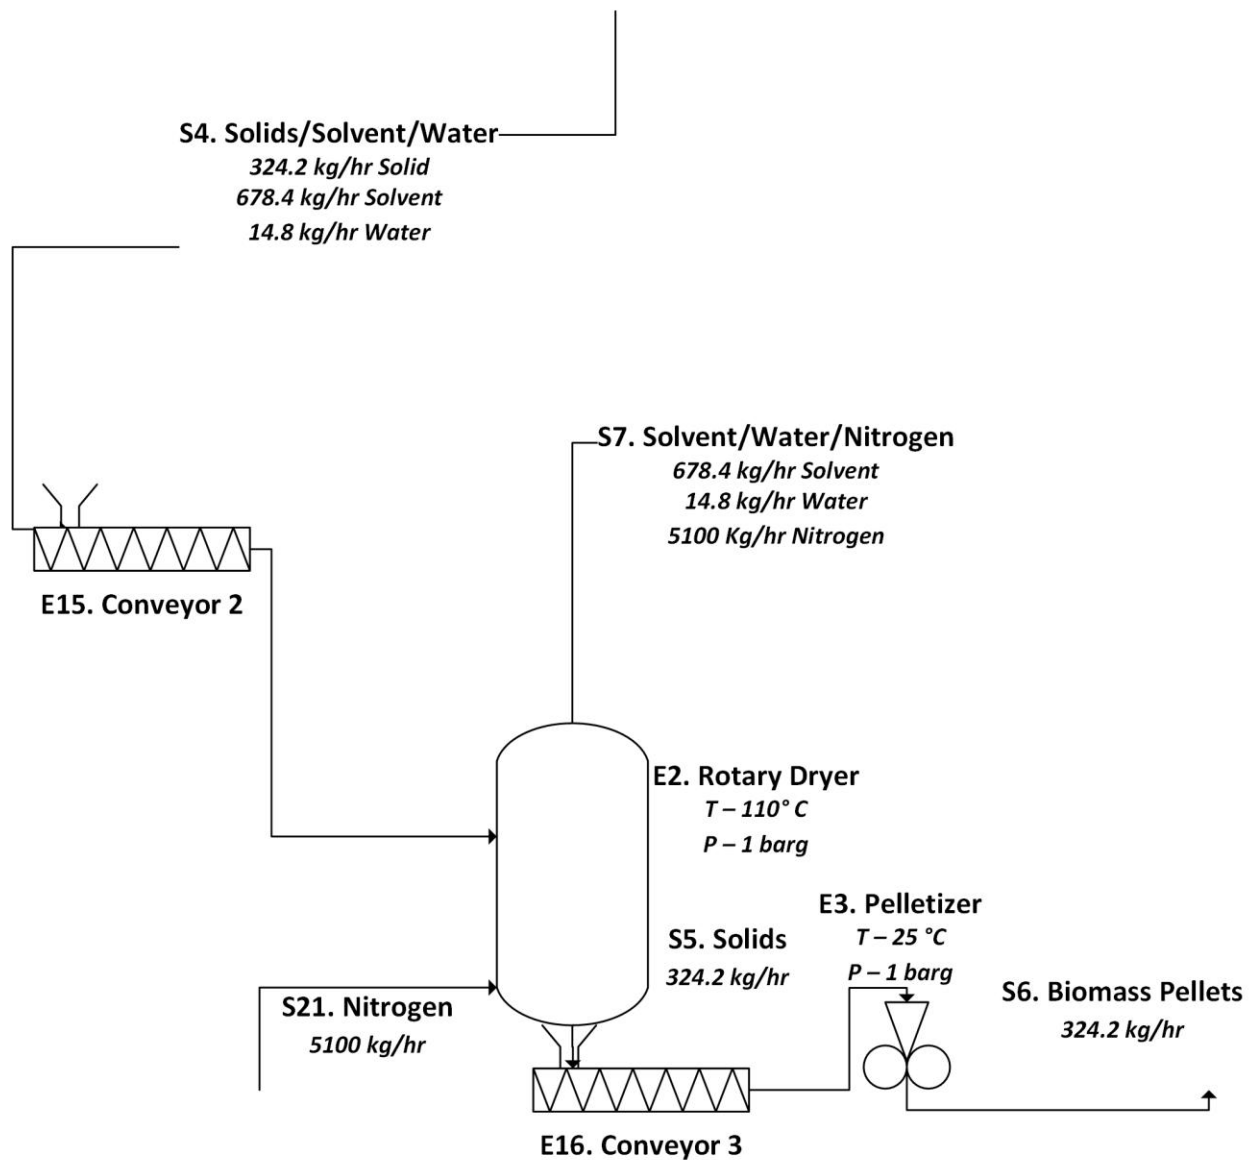 S4. Solids/Solvent/Water
324.2 kg/hr Solid
678.4 kg/hr Solvent
14.8 kg/hr Water
S7. Solvent/Water/Nitrogen
678.4 kg/hr Solvent
14.8 kg/hr Water
5100 Kg/hr Nitrogen
E15. Conveyor 2
E2. Rotary Dryer
T – 110° C
P – 1 barg
E3. Pelletizer
T – 25 °C
P – 1 barg
S5. Solids
324.2 kg/hr
S6. Biomass Pellets
324.2 kg/hr
S21. Nitrogen
5100 kg/hr
E16. Conveyor 3